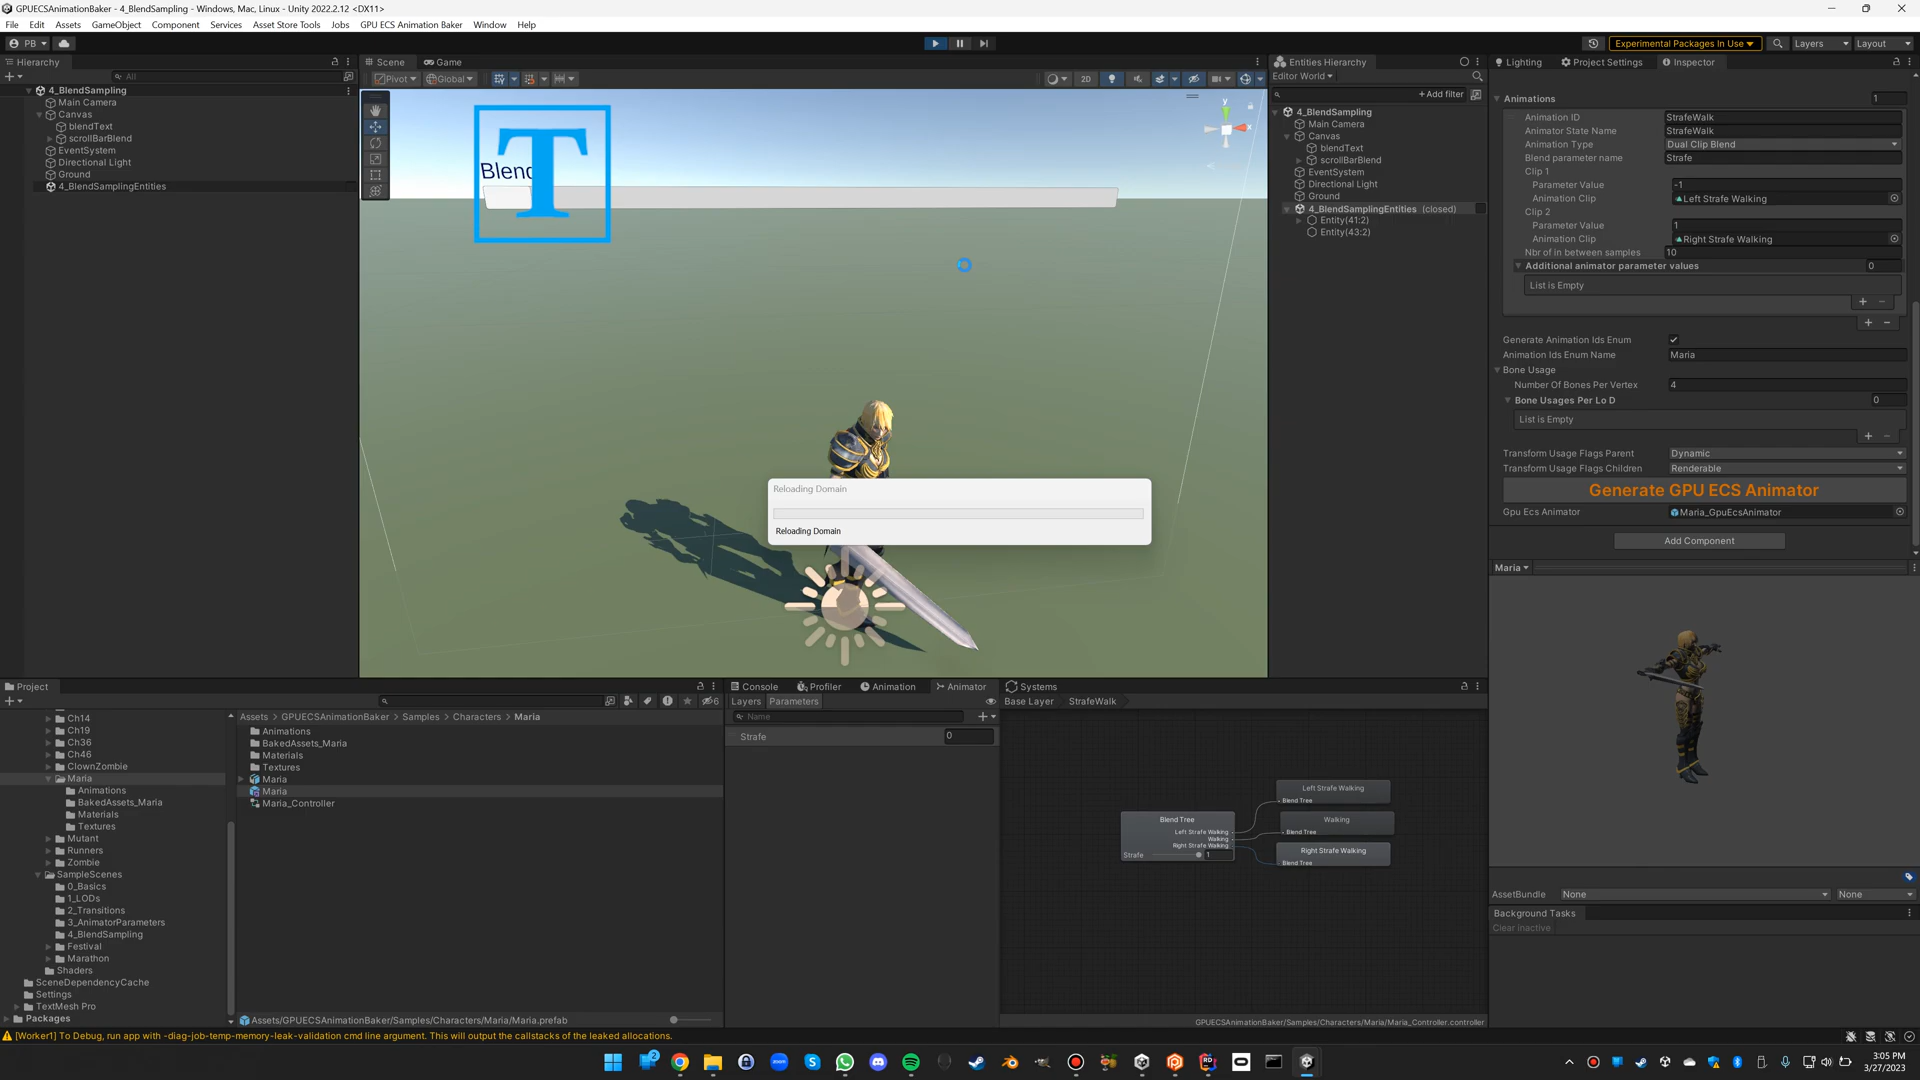 GPUECSAnimationBaker - 4_BlendSampling - Windows, Mac, Linux - Unity 2022.2.12 <DX11>
File Edit Assets GameObject Component Services Asset Store Tools Jobs GPU ECS Animation Baker Window Help
PB Experimental Packages In Use Layers Layout
Hierarchy
All
4_BlendSampling
Main Camera
Canvas
blendText
scrollBarBlend
EventSystem
Directional Light
Ground
4_BlendSamplingEntities
Scene Game
Pivot Global 2D
Blend
T
y
x
Reloading Domain
Reloading Domain
Entities Hierarchy
Editor World
Add filter
4_BlendSampling
Main Camera
Canvas
blendText
scrollBarBlend
EventSystem
Directional Light
Ground
4_BlendSamplingEntities (closed)
Entity(41:2)
Entity(43:2)
Lighting Project Settings Inspector
Animations 1
Animation ID StrafeWalk
Animator State Name StrafeWalk
Animation Type Dual Clip Blend
Blend parameter name Strafe
Clip 1
Parameter Value -1
Animation Clip Left Strafe Walking
Clip 2
Parameter Value 1
Animation Clip Right Strafe Walking
Nbr of in between samples 10
Additional animator parameter values 0
List is Empty
Generate Animation Ids Enum
Animation Ids Enum Name Maria
Bone Usage
Number Of Bones Per Vertex 4
Bone Usages Per Lo D 0
List is Empty
Transform Usage Flags Parent Dynamic
Transform Usage Flags Children Renderable
Generate GPU ECS Animator
Gpu Ecs Animator Maria_GpuEcsAnimator
Add Component
Maria
AssetBundle None None
Background Tasks
Clear inactive
Project
6
Ch14
Ch19
Ch36
Ch46
ClownZombie
Maria
Animations
BakedAssets_Maria
Materials
Textures
Mutant
Runners
Zombie
SampleScenes
0_Basics
1_LODs
2_Transitions
3_AnimatorParameters
4_BlendSampling
Festival
Marathon
Shaders
SceneDependencyCache
Settings
TextMesh Pro
Packages
Assets > GPUECSAnimationBaker > Samples > Characters > Maria
Animations
BakedAssets_Maria
Materials
Textures
Maria
Maria
Maria_Controller
Assets/GPUECSAnimationBaker/Samples/Characters/Maria/Maria.prefab
Console Profiler Animation Animator Systems
Layers Parameters Base Layer StrafeWalk
Name
Strafe 0
Blend Tree
Left Strafe Walking
Walking
Right Strafe Walking
Strafe 1
Left Strafe Walking
Blend Tree
Walking
Blend Tree
Right Strafe Walking
Blend Tree
GPUECSAnimationBaker/Samples/Characters/Maria/Maria_Controller.controller
[Worker1] To Debug, run app with -diag-job-temp-memory-leak-validation cmd line argument. This will output the callstacks of the leaked allocations.
2
zoom
3:05 PM
3/27/2023